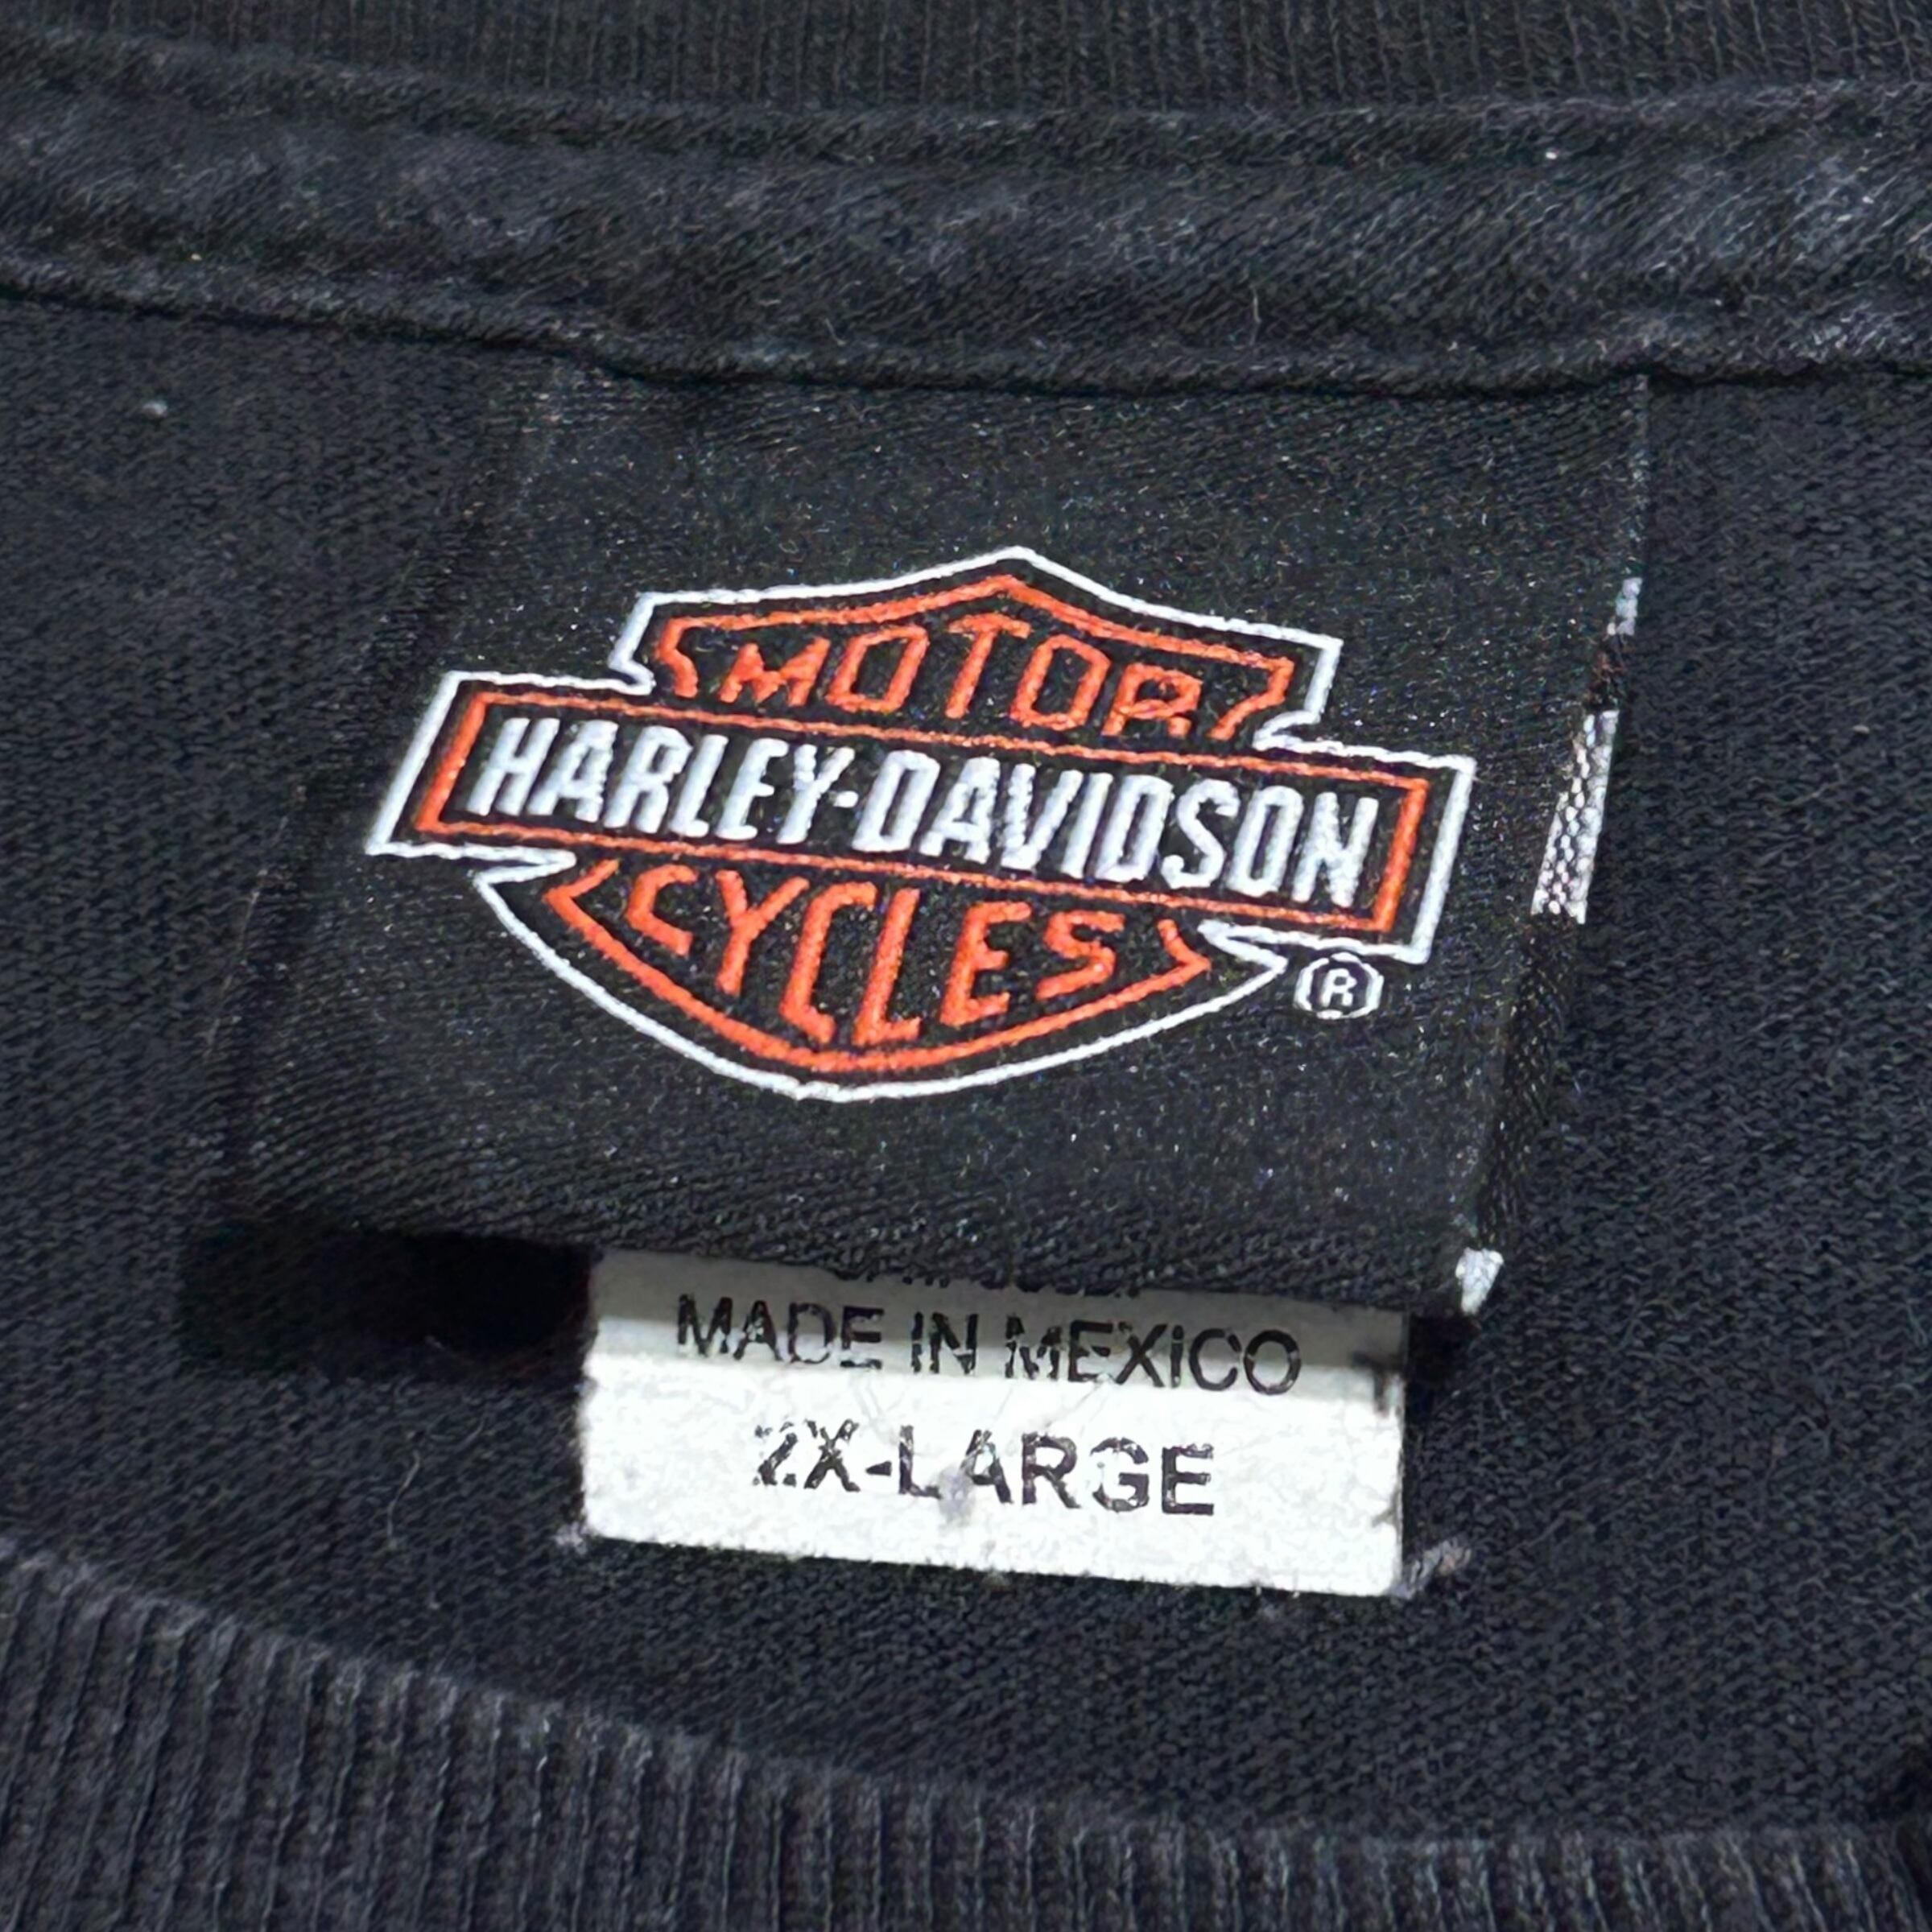 MOTOR
HARLEY-DAVIDSON
CYCLES
®
MADE IN MEXICO
2X-LARGE